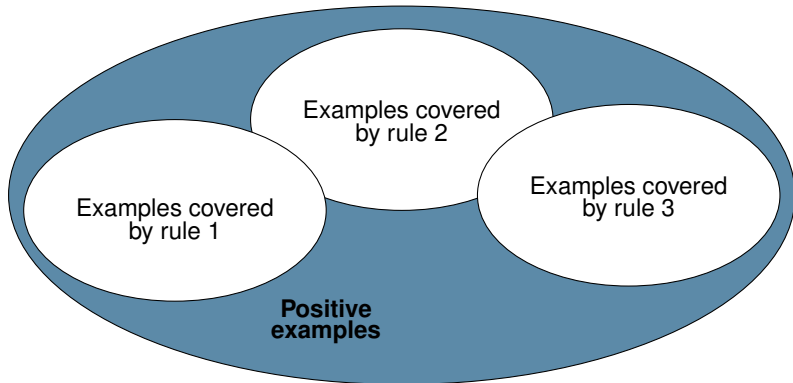 Examples covered
by rule 2
Examples covered
by rule 3
Examples covered
by rule 1
Positive
examples